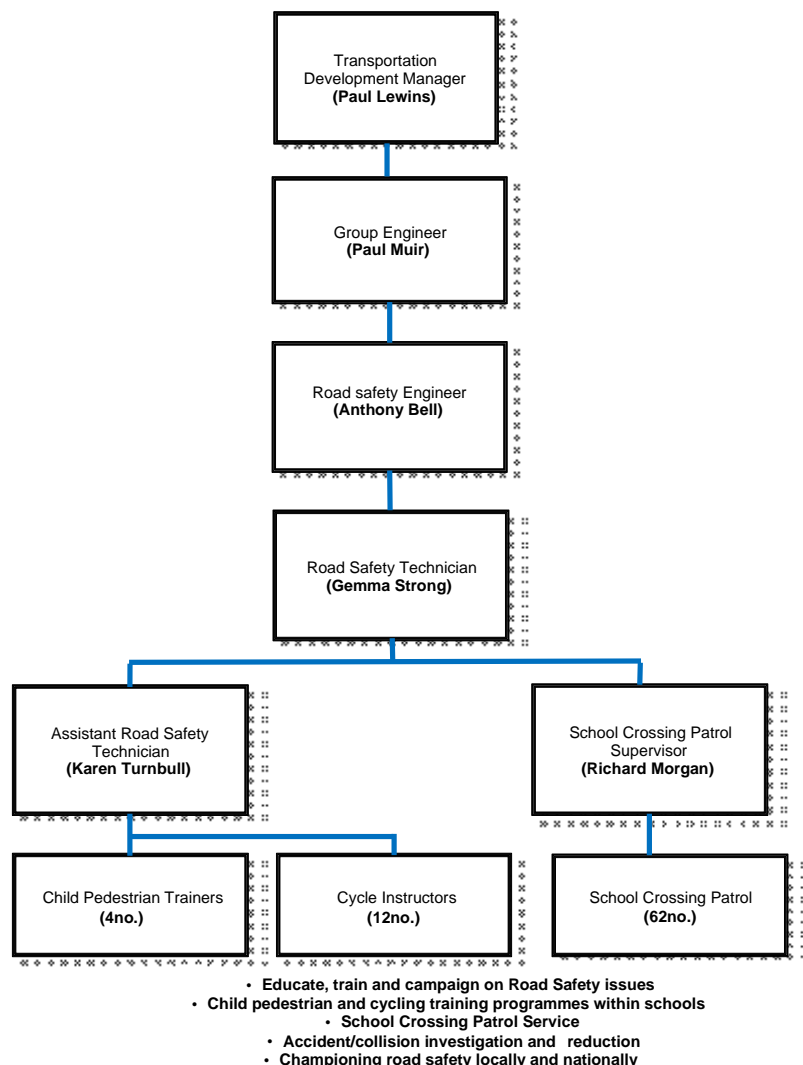 Transportation
Development Manager
(Paul Lewins)
Group Engineer
(Paul Muir)
Road safety Engineer
(Anthony Bell)
Road Safety Technician
(Gemma Strong)
Assistant Road Safety
Technician
(Karen Turnbull)
School Crossing Patrol
Supervisor
(Richard Morgan)
Child Pedestrian Trainers
(4no.)
Cycle Instructors
(12no.)
School Crossing Patrol
(62no.)
• Educate, train and campaign on Road Safety issues
• Child pedestrian and cycling training programmes within schools
• School Crossing Patrol Service
• Accident/collision investigation and reduction
• Championing road safety locally and nationally